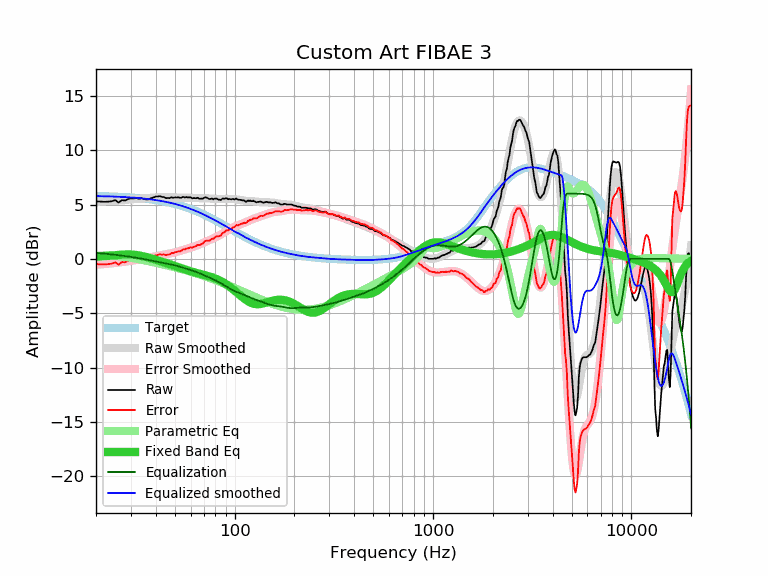 Custom Art FIBAE 3
Amplitude (dBr)
15
10
5
0
−5
−10
−15
−20
Target
Raw Smoothed
Error Smoothed
Raw
Error
Parametric Eq
Fixed Band Eq
Equalization
Equalized smoothed
100
1000
10000
Frequency (Hz)